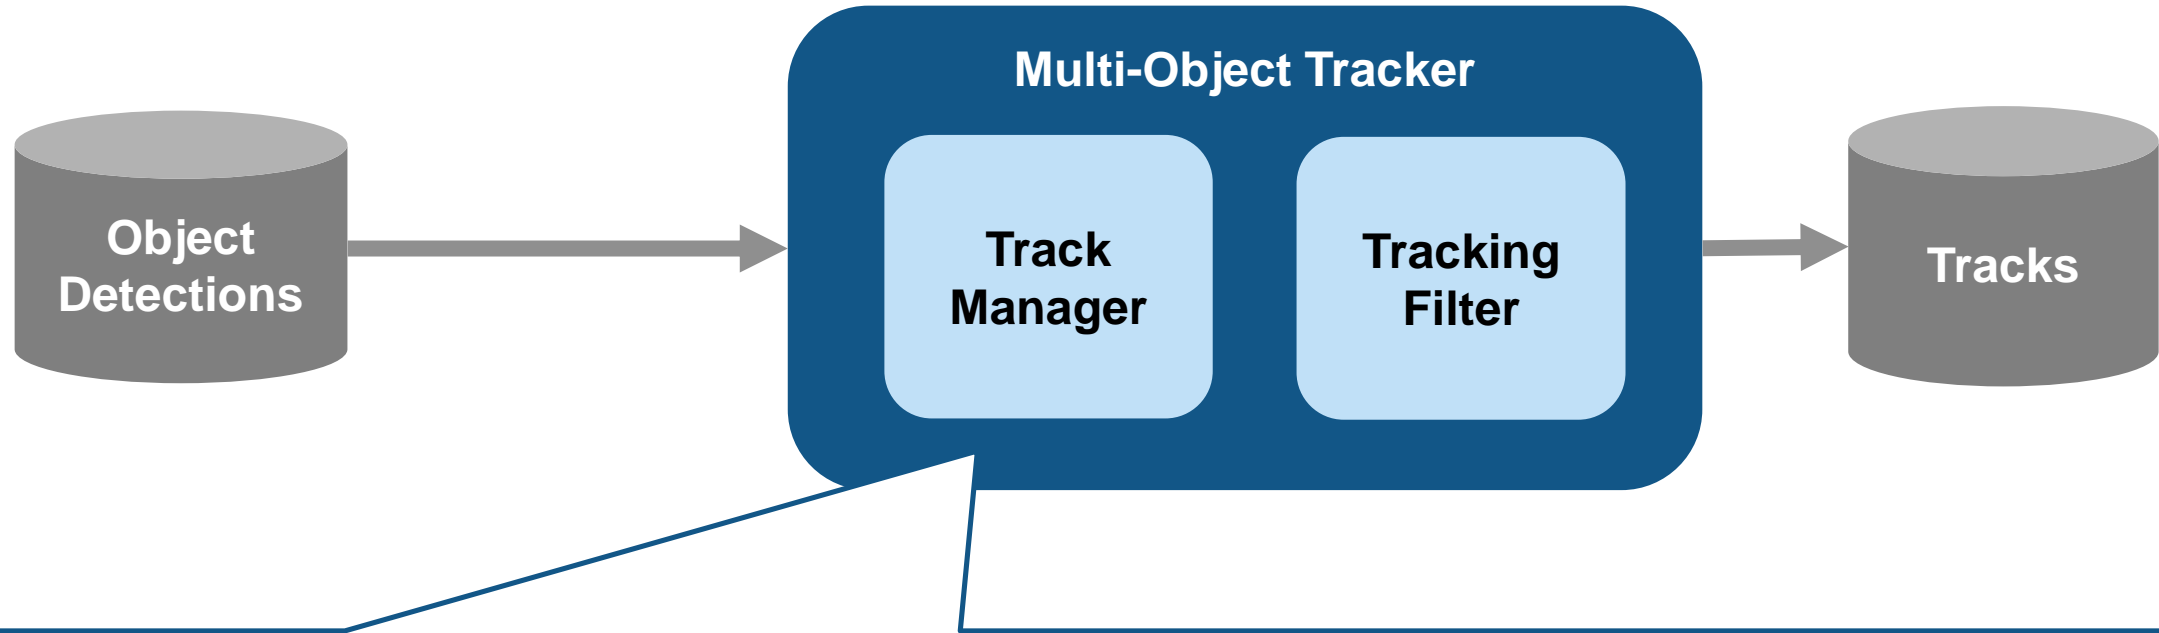 Multi-Object Tracker
Object
Detections
Track
Manager
Tracking
Filter
Tracks